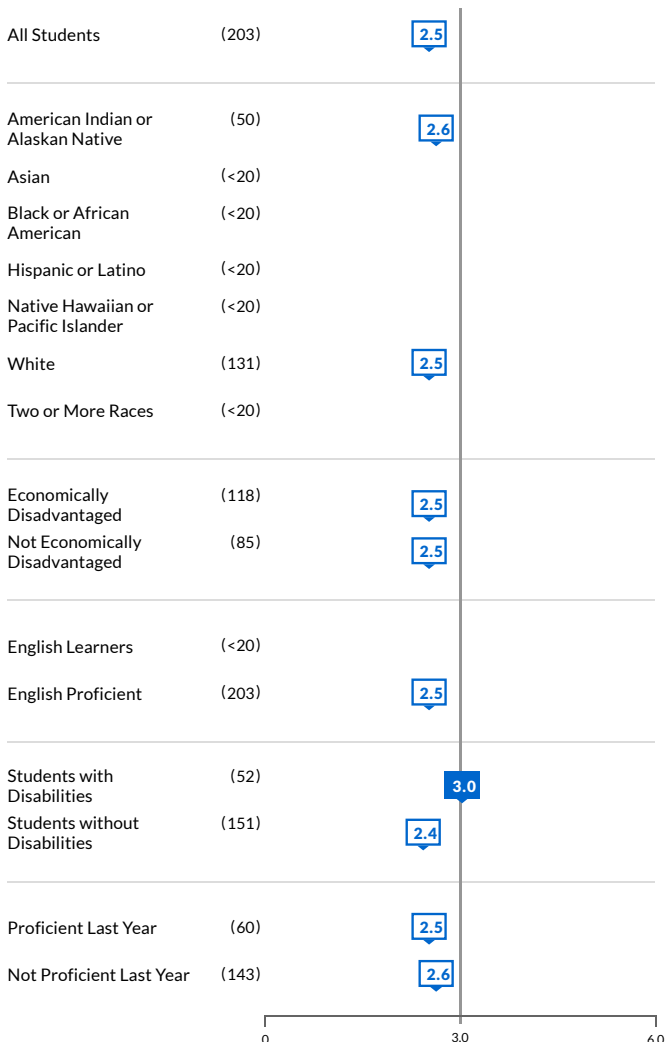 All Students (203) 2.5
American Indian or (50)
Alaskan Native 2.6
Asian (<20)
Black or African (<20)
American
Hispanic or Latino (<20)
Native Hawaiian or (<20)
Pacific Islander
White (131) 2.5
Two or More Races (<20)
Economically (118)
Disadvantaged 2.5
Not Economically (85)
Disadvantaged 2.5
English Learners (<20)
English Proficient (203) 2.5
Students with (52)
Disabilities 3.0
Students without (151)
Disabilities 2.4
Proficient Last Year (60) 2.5
Not Proficient Last Year (143) 2.6
0 3.0 6.0